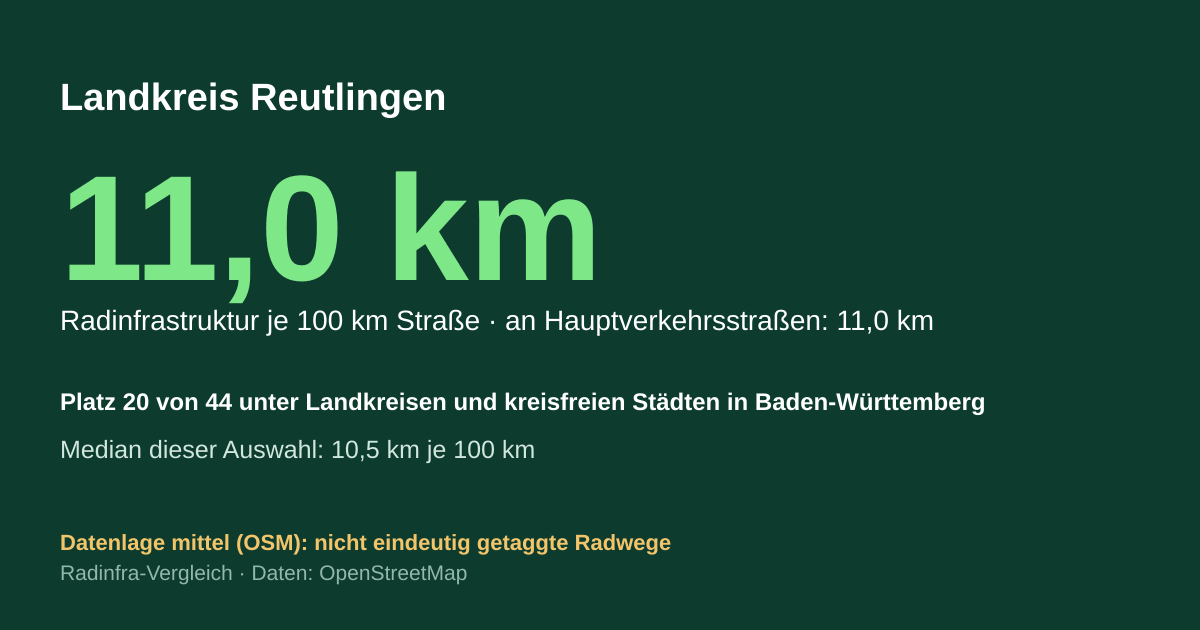 Landkreis Reutlingen
11,0 km
Radinfrastruktur je 100 km Straße · an Hauptverkehrsstraßen: 11,0 km
Platz 20 von 44 unter Landkreisen und kreisfreien Städten in Baden-Württemberg
Median dieser Auswahl: 10,5 km je 100 km
Datenlage mittel (OSM): nicht eindeutig getaggte Radwege
Radinfra-Vergleich · Daten: OpenStreetMap